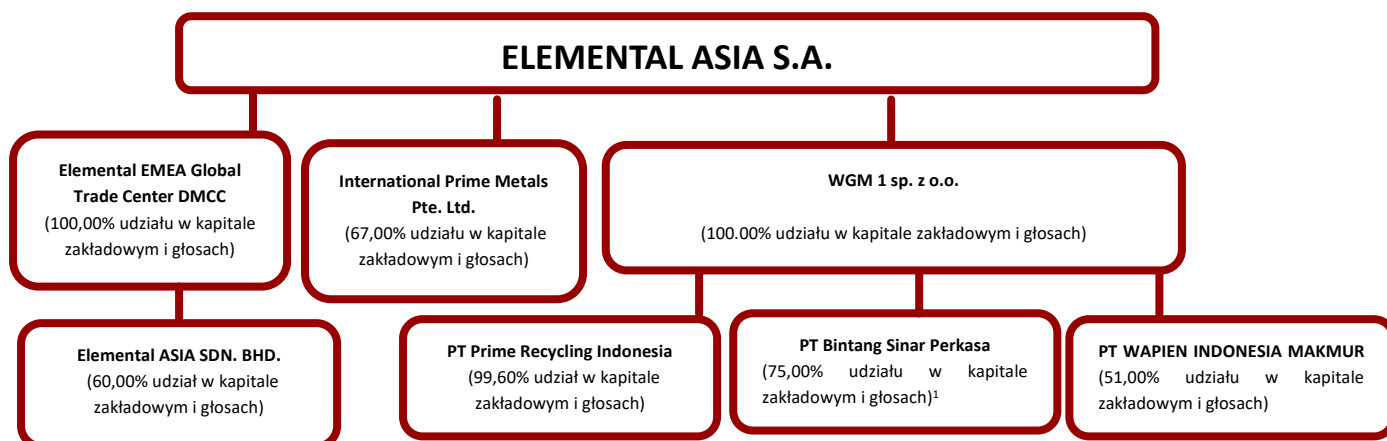 ELEMENTAL ASIA S.A.
Elemental EMEA Global
Trade Center DMCC
(100,00% udziału w kapitale
zakładowym i głosach)
International Prime Metals
Pte. Ltd.
(67,00% udziału w kapitale
zakładowym i głosach)
WGM 1 sp. z o.o.
(100.00% udziału w kapitale zakładowym i głosach)
Elemental ASIA SDN. BHD.
(60,00% udział w kapitale
zakładowym i głosach)
PT Prime Recycling Indonesia
(99,60% udział w kapitale
zakładowym i głosach)
PT Bintang Sinar Perkasa
(75,00% udziału w kapitale
zakładowym i głosach)¹
PT WAPIEN INDONESIA MAKMUR
(51,00% udziału w kapitale
zakładowym i głosach)